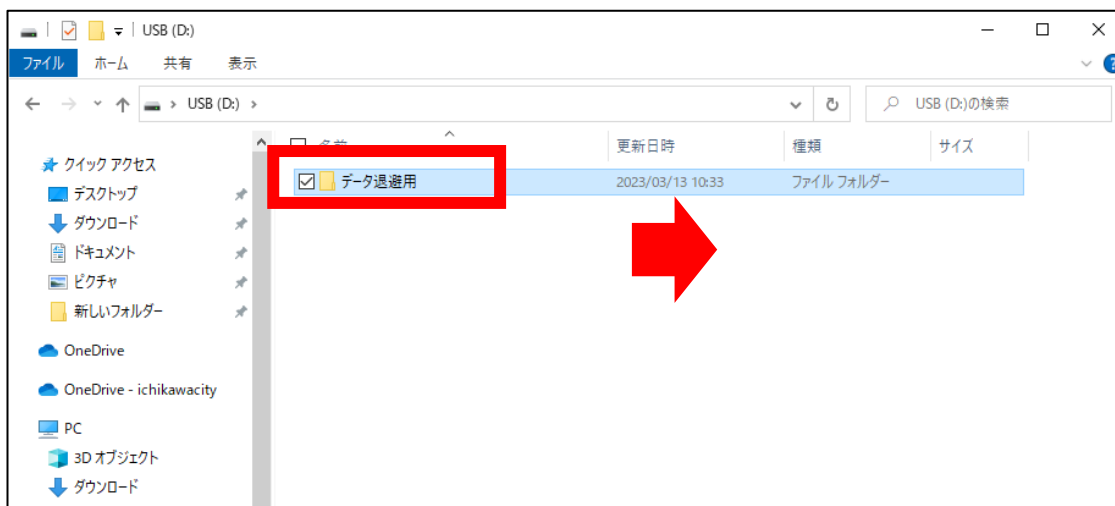 USB (D:)
ファイル ホーム 共有 表示
USB (D:) USB (D:)の検索
名前 更新日時 種類 サイズ
データ退避用 2023/03/13 10:33 ファイル フォルダー
クイック アクセス
デスクトップ
ダウンロード
ドキュメント
ピクチャ
新しいフォルダー
OneDrive
OneDrive - ichikawacity
PC
3D オブジェクト
ダウンロード